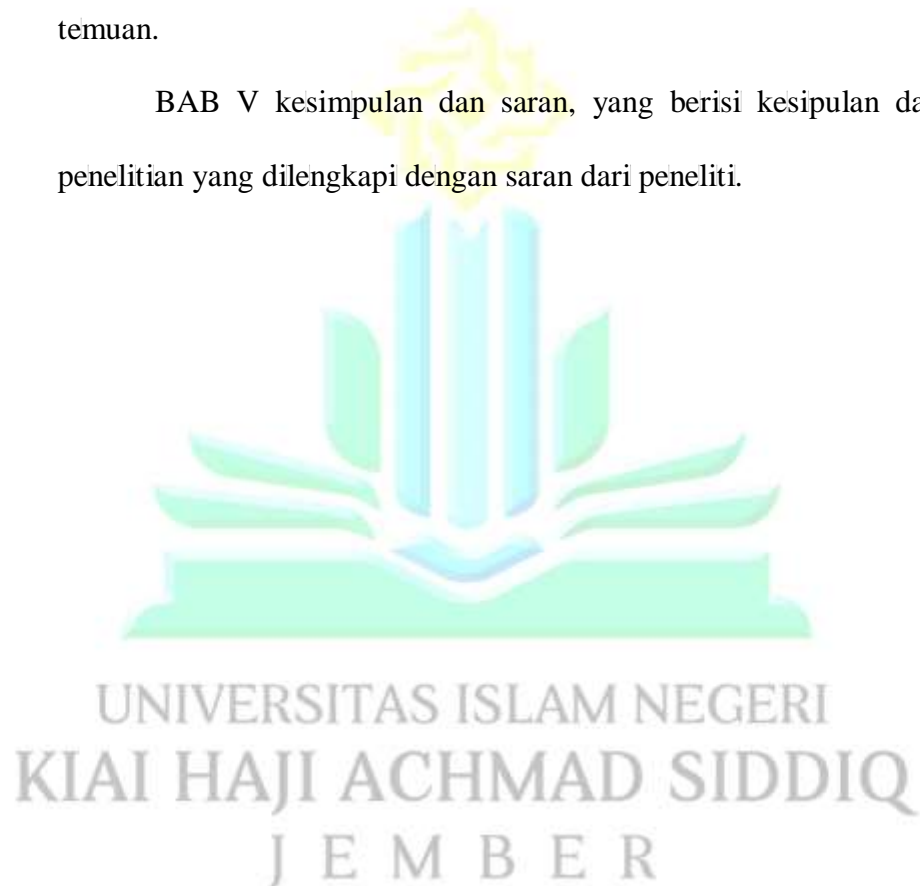 temuan.
BAB V kesimpulan dan saran, yang berisi kesipulan da
penelitian yang dilengkapi dengan saran dari peneliti.
UNIVERSITAS ISLAM NEGERI
KIAI HAJI ACHMAD SIDDIQ
J E M B E R